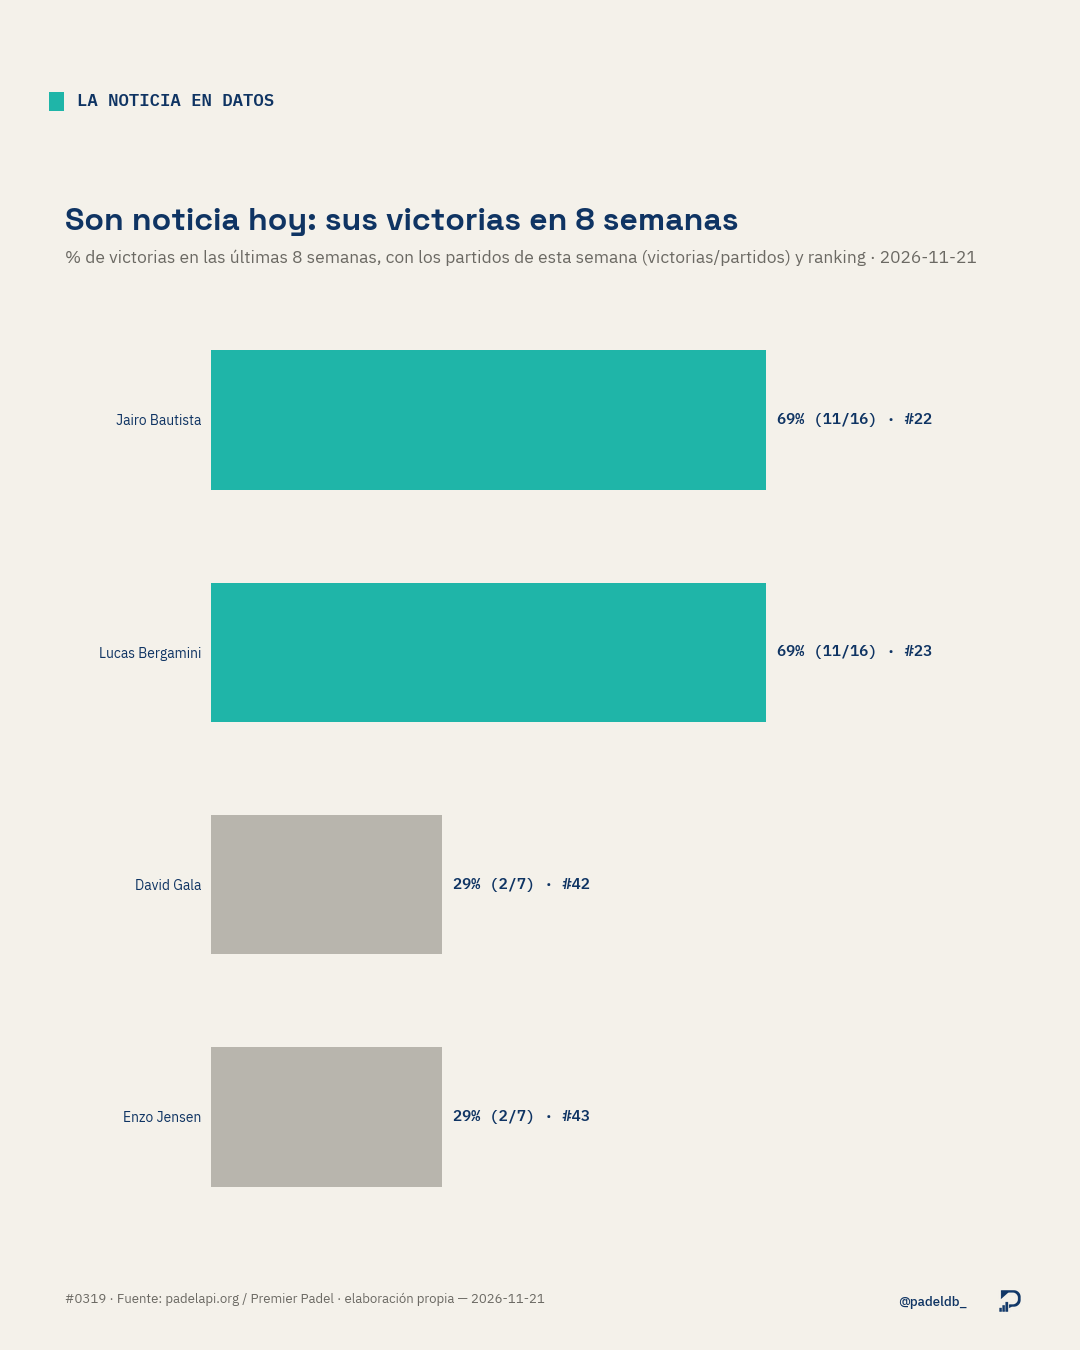 LA NOTICIA EN DATOS
Son noticia hoy: sus victorias en 8 semanas
% de victorias en las últimas 8 semanas, con los partidos de esta semana (victorias/partidos) y ranking · 2026-11-21
Jairo Bautista 69% (11/16) · #22
Lucas Bergamini 69% (11/16) · #23
David Gala 29% (2/7) · #42
Enzo Jensen 29% (2/7) · #43
#0319 · Fuente: padelapi.org / Premier Padel · elaboración propia — 2026-11-21
@padeldb_